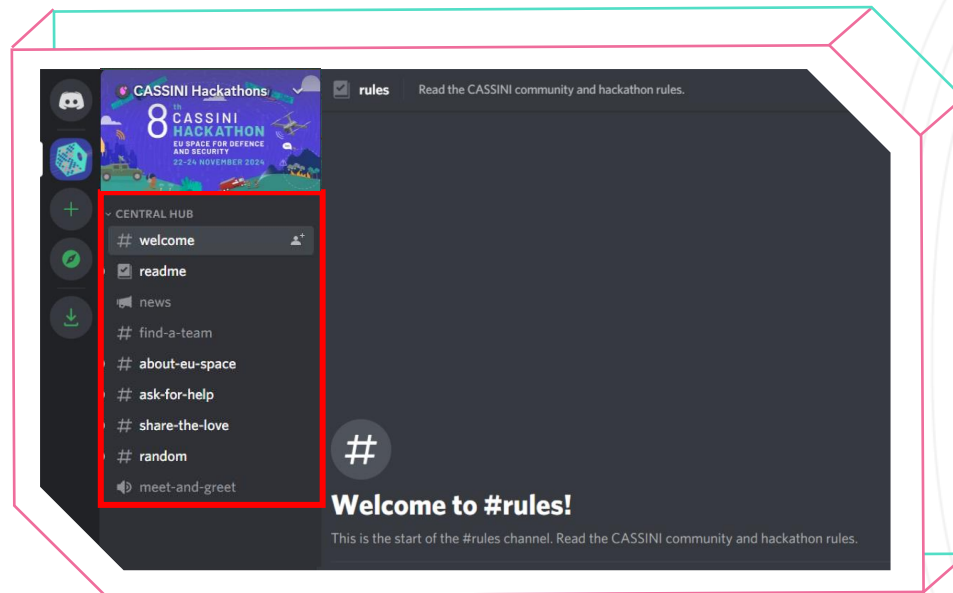 CASSINI Hackathons
8th CASSINI
HACKATHON
EU SPACE FOR DEFENCE
AND SECURITY
22-24 NOVEMBER 2024
rules
Read the CASSINI community and hackathon rules.
CENTRAL HUB
# welcome
readme
news
# find-a-team
# about-eu-space
# ask-for-help
# share-the-love
# random
meet-and-greet
#
Welcome to #rules!
This is the start of the #rules channel. Read the CASSINI community and hackathon rules.